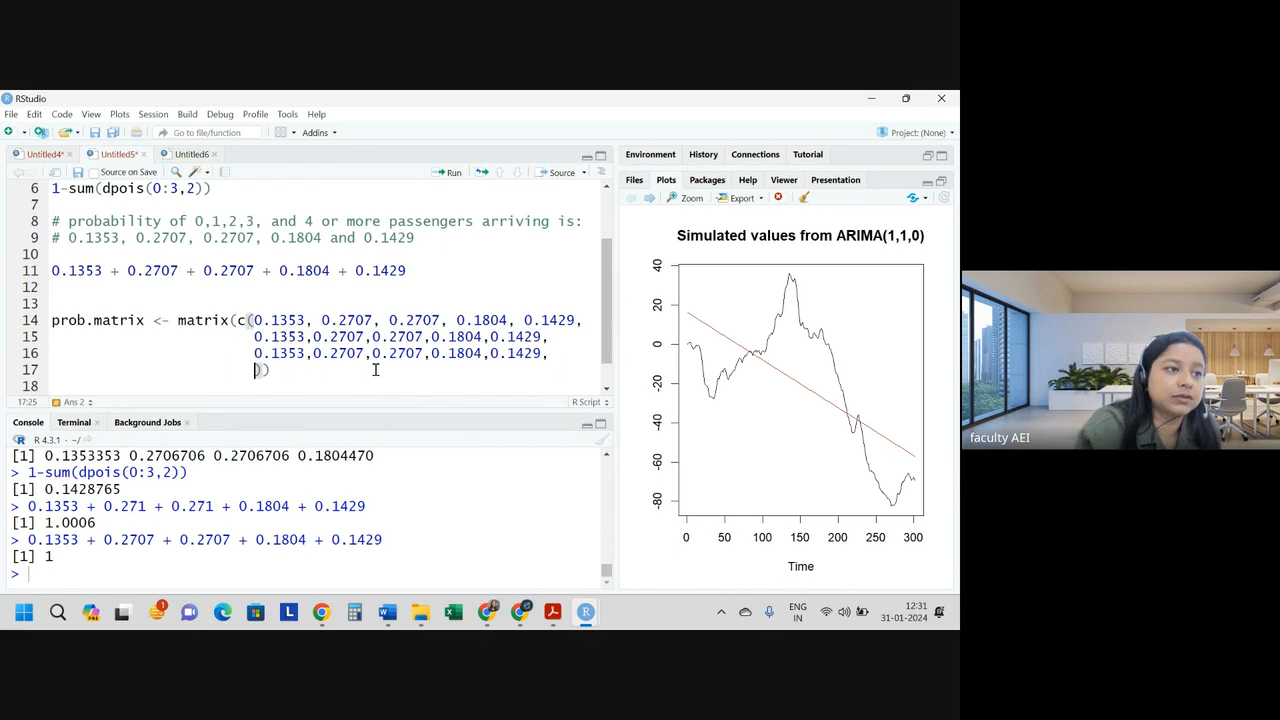 RStudio
File Edit Code View Plots Session Build Debug Profile Tools Help
Go to file/function Addins Project: (None)
Untitled4* Untitled5* Untitled6
Source on Save Run Source
6 1-sum(dpois(0:3,2))
7
8 # probability of 0,1,2,3, and 4 or more passengers arriving is:
9 # 0.1353, 0.2707, 0.2707, 0.1804 and 0.1429
10
11 0.1353 + 0.2707 + 0.2707 + 0.1804 + 0.1429
12
13
14 prob.matrix <- matrix(c(0.1353, 0.2707, 0.2707, 0.1804, 0.1429,
15 0.1353,0.2707,0.2707,0.1804,0.1429,
16 0.1353,0.2707,0.2707,0.1804,0.1429,
17 ))
18
17:25 Ans 2 R Script
Console Terminal Background Jobs
R 4.3.1 · ~/
[1] 0.1353353 0.2706706 0.2706706 0.1804470
> 1-sum(dpois(0:3,2))
[1] 0.1428765
> 0.1353 + 0.271 + 0.271 + 0.1804 + 0.1429
[1] 1.0006
> 0.1353 + 0.2707 + 0.2707 + 0.1804 + 0.1429
[1] 1
>
Environment History Connections Tutorial
Files Plots Packages Help Viewer Presentation
Zoom Export
Simulated values from ARIMA(1,1,0)
40
20
0
-20
-40
-60
-80
0 50 100 150 200 250 300
Time
faculty AEI
ENG
IN
12:31
31-01-2024